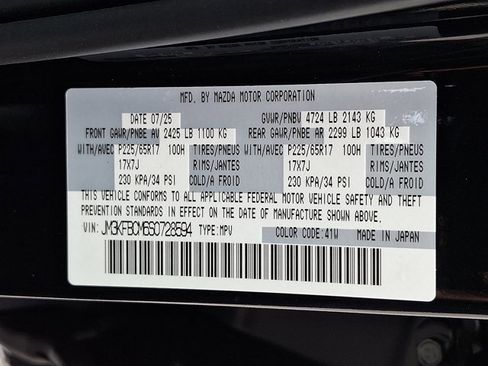 MFD. BY MAZDA MOTOR CORPORATION
DATE 07/25 GVWR/PNBV 4724 LB 2143 KG
FRONT GAWR/PNBE AV 2425 LB 1100 KG REAR GAWR/PNBE AR 2299 LB 1043 KG
WITH/AVEC P225/65R17 100H TIRES/PNEUS WITH/AVEC P225/65R17 100H TIRES/PNEUS
17X7J RIMS/JANTES 17X7J RIMS/JANTES
230 KPA/34 PSI COLD/A FROID 230 KPA/34 PSI COLD/A FROID
THIS VEHICLE CONFORMS TO ALL APPLICABLE FEDERAL MOTOR VEHICLE SAFETY AND THEFT
PREVENTION STANDARDS IN EFFECT ON THE DATE OF MANUFACTURE SHOWN ABOVE.
VIN: JM3KFBCM6S0728594 TYPE:MPV COLOR CODE:41W MADE IN JAPAN